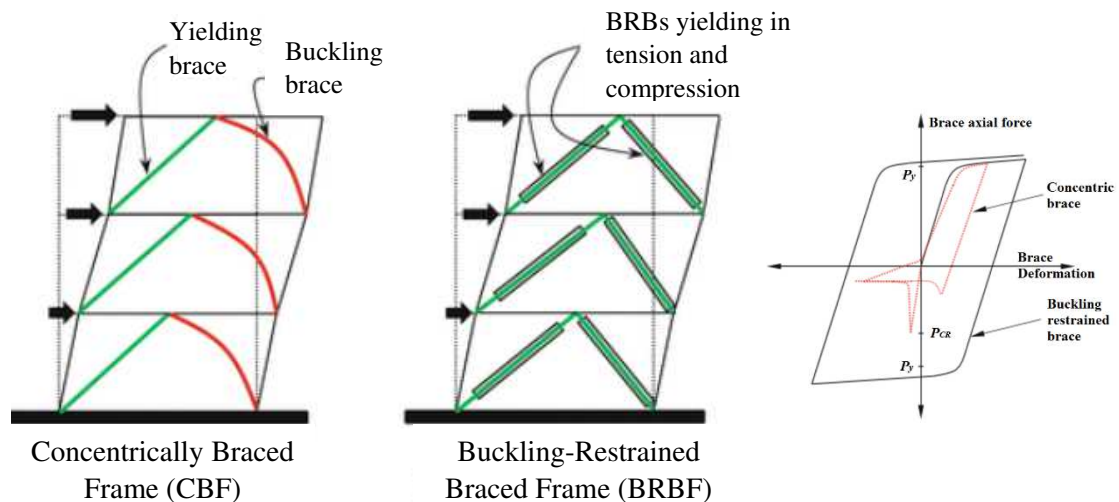 Yielding
brace
Buckling
brace
Concentrically Braced
Frame (CBF)
BRBs yielding in
tension and
compression
Buckling-Restrained
Braced Frame (BRBF)
Brace axial force
Py
Concentric
brace
Brace
Deformation
Buckling
restrained
brace
PCR
Py